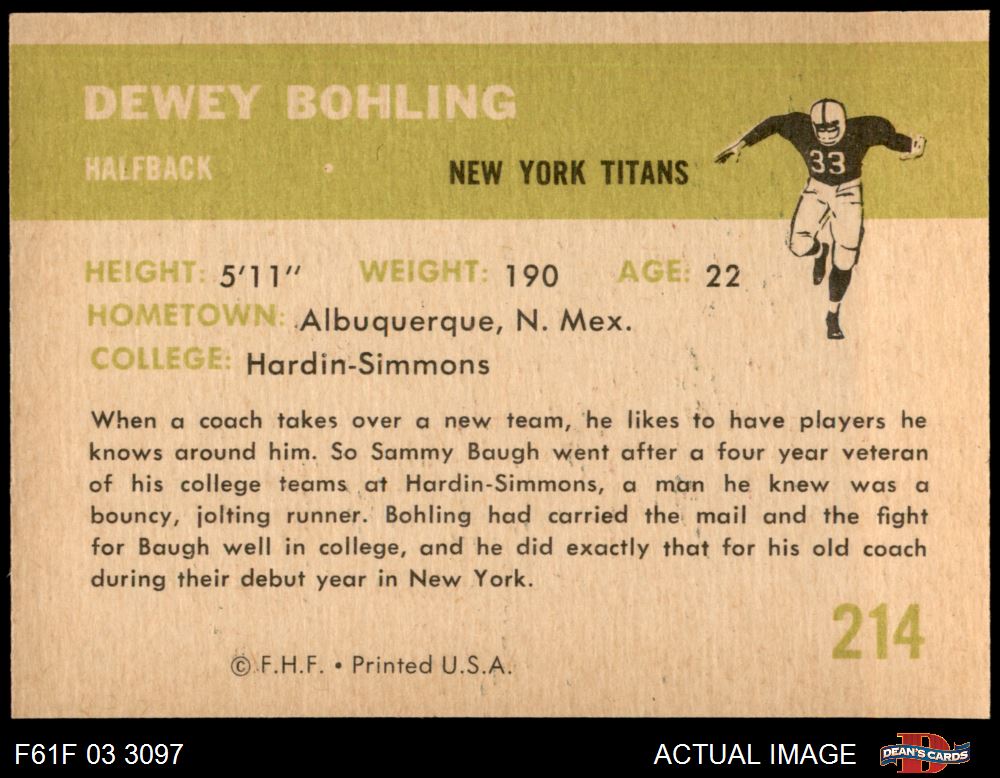 DEWEY BOHLING
HALFBACK
NEW YORK TITANS
33
HEIGHT: 5'11" WEIGHT: 190 AGE: 22
HOMETOWN: Albuquerque, N. Mex.
COLLEGE: Hardin-Simmons
When a coach takes over a new team, he likes to have players he
knows around him. So Sammy Baugh went after a four year veteran
of his college teams at Hardin-Simmons, a man he knew was a
bouncy, jolting runner. Bohling had carried the mail and the fight
for Baugh well in college, and he did exactly that for his old coach
during their debut year in New York.
214
© F.H.F. • Printed U.S.A.
F61F 03 3097
ACTUAL IMAGE
D
DEAN'S CARDS